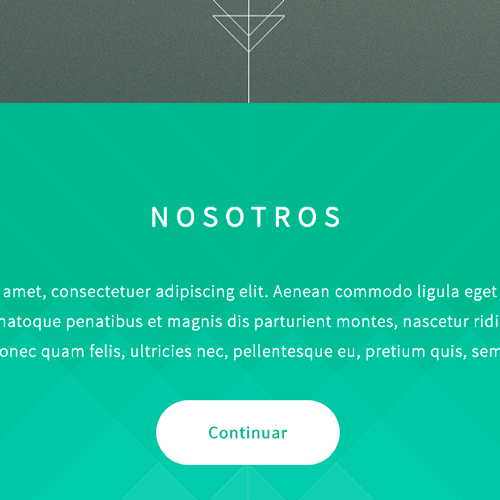 NOSOTROS
amet, consectetuer adipiscing elit. Aenean commodo ligula eget
natoque penatibus et magnis dis parturient montes, nascetur ridi
onec quam felis, ultricies nec, pellentesque eu, pretium quis, sem
Continuar